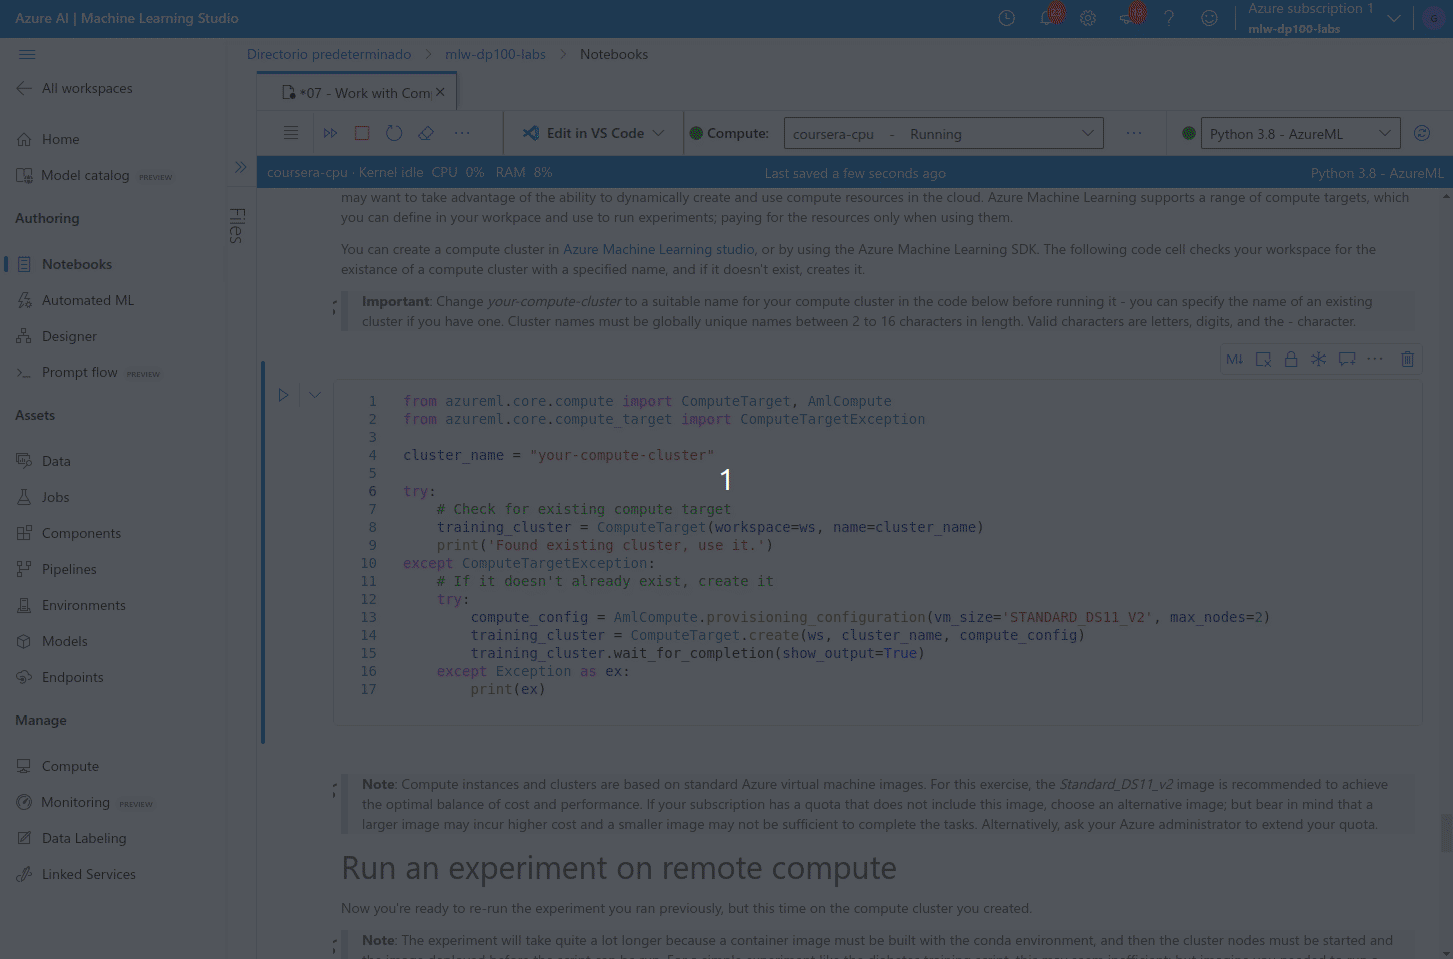 Azure AI | Machine Learning Studio
Azure subscription 1
mlw-dp100-labs
G
Directorio predeterminado > mlw-dp100-labs > Notebooks
All workspaces
Home
Model catalog PREVIEW
Authoring
Notebooks
Automated ML
Designer
Prompt flow PREVIEW
Assets
Data
Jobs
Components
Pipelines
Environments
Models
Endpoints
Manage
Compute
Monitoring PREVIEW
Data Labeling
Linked Services
Files
*07 - Work with Com
Edit in VS Code
Compute:
coursera-cpu - Running
Python 3.8 - AzureML
coursera-cpu · Kernel idle CPU 0% RAM 8%
Last saved a few seconds ago
Python 3.8 - AzureML
may want to take advantage of the ability to dynamically create and use compute resources in the cloud. Azure Machine Learning supports a range of compute targets, which
you can define in your workpace and use to run experiments; paying for the resources only when using them.
You can create a compute cluster in Azure Machine Learning studio, or by using the Azure Machine Learning SDK. The following code cell checks your workspace for the
existance of a compute cluster with a specified name, and if it doesn't exist, creates it.
Important: Change your-compute-cluster to a suitable name for your compute cluster in the code below before running it - you can specify the name of an existing
cluster if you have one. Cluster names must be globally unique names between 2 to 16 characters in length. Valid characters are letters, digits, and the - character.
M↓
1 from azureml.core.compute import ComputeTarget, AmlCompute
2 from azureml.core.compute_target import ComputeTargetException
3
4 cluster_name = "your-compute-cluster"
5
6 try:
7     # Check for existing compute target
8     training_cluster = ComputeTarget(workspace=ws, name=cluster_name)
9     print('Found existing cluster, use it.')
10 except ComputeTargetException:
11     # If it doesn't already exist, create it
12     try:
13         compute_config = AmlCompute.provisioning_configuration(vm_size='STANDARD_DS11_V2', max_nodes=2)
14         training_cluster = ComputeTarget.create(ws, cluster_name, compute_config)
15         training_cluster.wait_for_completion(show_output=True)
16     except Exception as ex:
17         print(ex)
1
Note: Compute instances and clusters are based on standard Azure virtual machine images. For this exercise, the Standard_DS11_v2 image is recommended to achieve
the optimal balance of cost and performance. If your subscription has a quota that does not include this image, choose an alternative image; but bear in mind that a
larger image may incur higher cost and a smaller image may not be sufficient to complete the tasks. Alternatively, ask your Azure administrator to extend your quota.
Run an experiment on remote compute
Now you're ready to re-run the experiment you ran previously, but this time on the compute cluster you created.
Note: The experiment will take quite a lot longer because a container image must be built with the conda environment, and then the cluster nodes must be started and